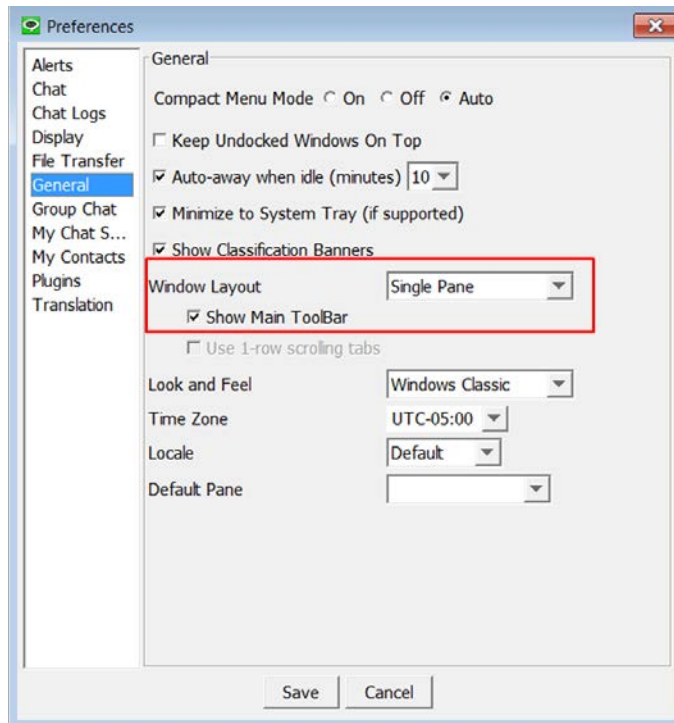 Preferences
Alerts
Chat
Chat Logs
Display
File Transfer
General
Group Chat
My Chat S...
My Contacts
Plugins
Translation
General
Compact Menu Mode On Off Auto
Keep Undocked Windows On Top
Auto-away when idle (minutes) 10
Minimize to System Tray (if supported)
Show Classification Banners
Window Layout Single Pane
Show Main ToolBar
Use 1-row scrolling tabs
Look and Feel Windows Classic
Time Zone UTC-05:00
Locale Default
Default Pane
Save Cancel